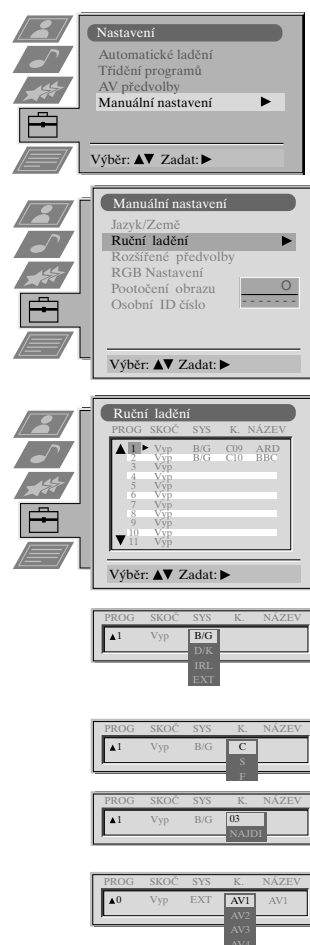 Nastavení
Automatické ladění
Třidění programů
AV předvolby
Manuální nastavení
Výběr: ▲▼ Zadat: ▶
Manuální nastavení
Jazyk/Země
Ruční ladění
Rozšířené předvolby
RGB Nastavení
Pootočení obrazu O
Osobní ID číslo - - - - - - -
Výběr: ▲▼ Zadat: ▶
Ruční ladění
PROG SKOČ SYS K. NÁZEV
▲ 1 ▶ Vyp B/G C09 ARD
2 Vyp B/G C10 BBC
3 Vyp
4 Vyp
5 Vyp
6 Vyp
7 Vyp
8 Vyp
9 Vyp
10 Vyp
▼ 11 Vyp
Výběr: ▲▼ Zadat: ▶
PROG SKOČ SYS K. NÁZEV
▲1 Vyp B/G
D/K
IRL
EXT
PROG SKOČ SYS K. NÁZEV
▲1 Vyp B/G C
S
F
PROG SKOČ SYS K. NÁZEV
▲1 Vyp B/G 03
NAJDI
PROG SKOČ SYS K. NÁZEV
▲0 Vyp EXT AV1 AV1
AV2
AV3
AV4